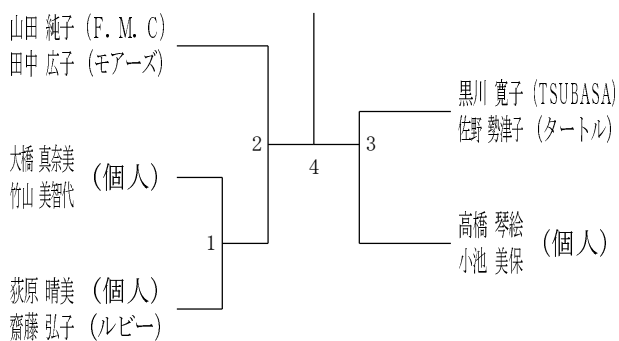 山田 純子 (F. M. C)
田中 広子 (モアーズ)
大橋 真奈美 (個人)
竹山 美智代
荻原 晴美 (個人)
齋藤 弘子 (ルビー)
1
2
4
3
黒川 寛子 (TSUBASA)
佐野 勢津子 (タートル)
高橋 琴絵 (個人)
小池 美保